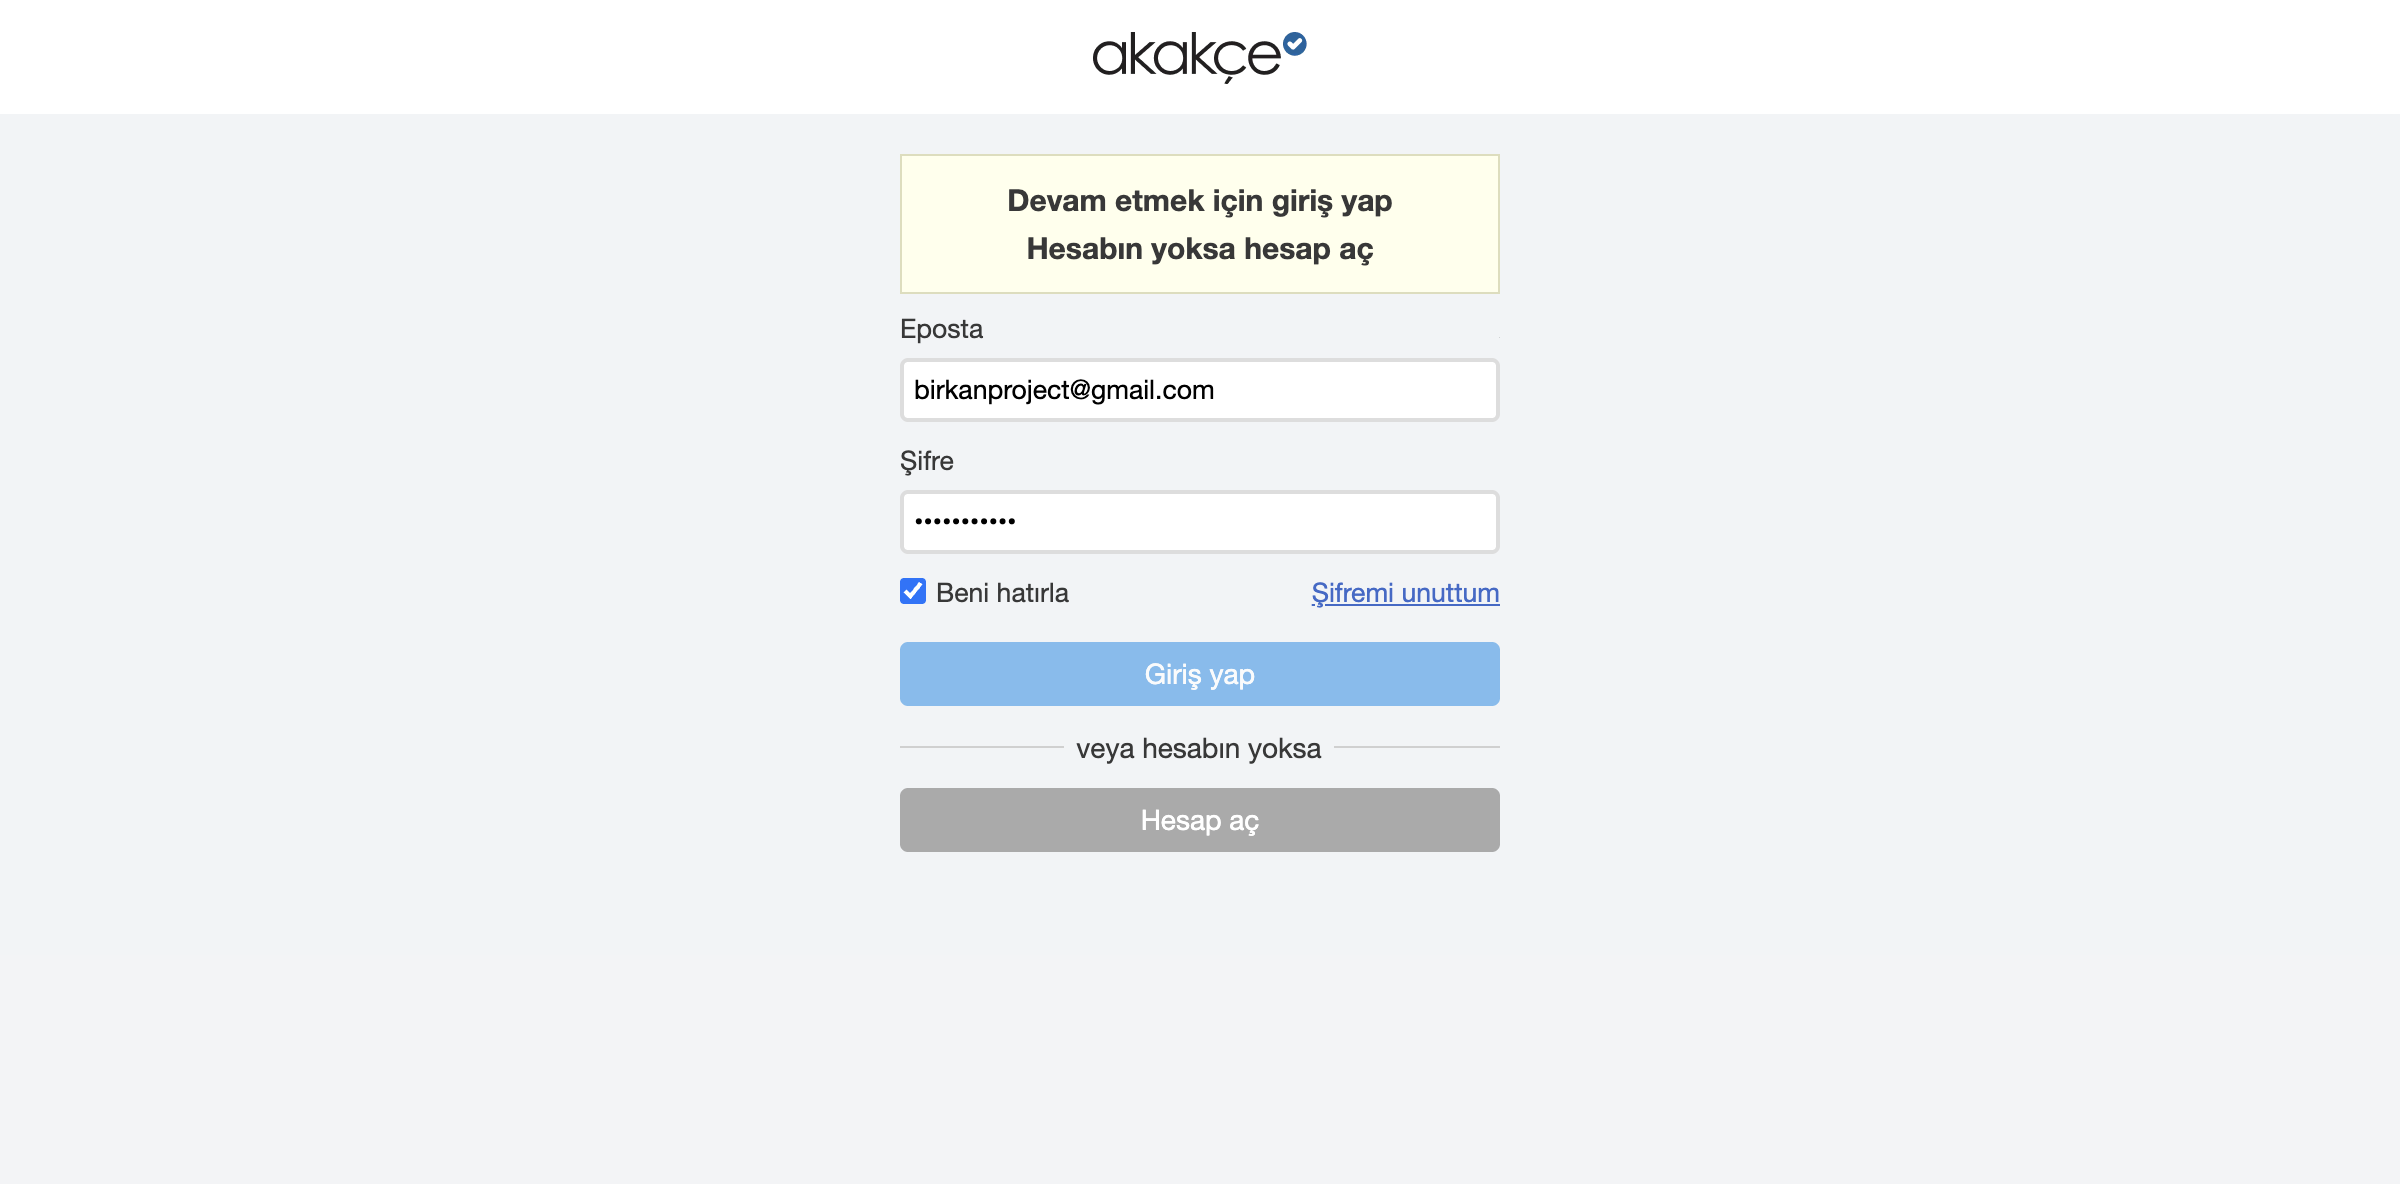 akakçe
Devam etmek için giriş yap
Hesabın yoksa hesap aç
Eposta
birkanproject@gmail.com
Şifre
•••••••••••
Beni hatırla
Şifremi unuttum
Giriş yap
veya hesabın yoksa
Hesap aç